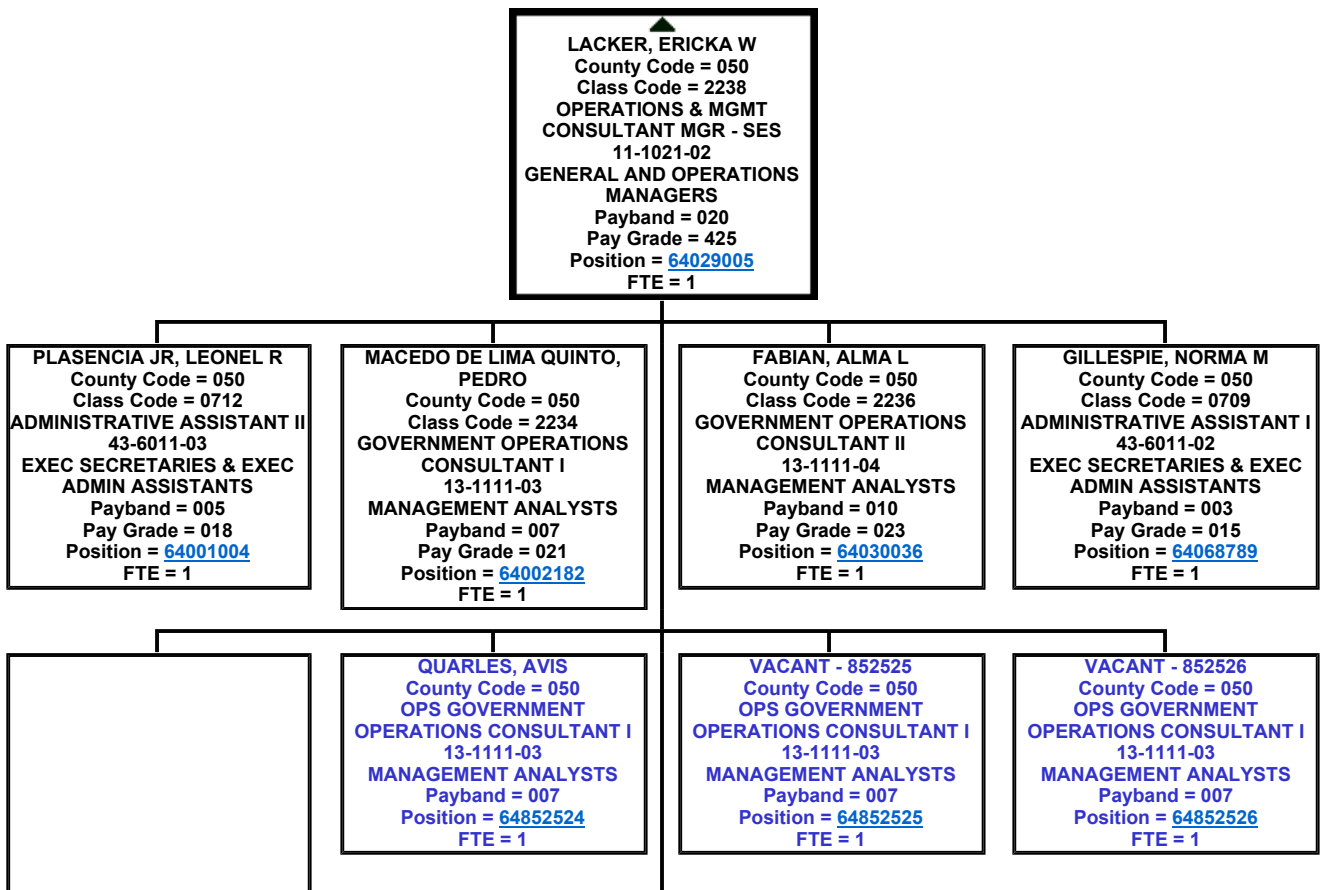 LACKER, ERICKA W
County Code = 050
Class Code = 2238
OPERATIONS & MGMT
CONSULTANT MGR - SES
11-1021-02
GENERAL AND OPERATIONS
MANAGERS
Payband = 020
Pay Grade = 425
Position = 64029005
FTE = 1
PLASENCIA JR, LEONEL R
County Code = 050
Class Code = 0712
ADMINISTRATIVE ASSISTANT II
43-6011-03
EXEC SECRETARIES & EXEC
ADMIN ASSISTANTS
Payband = 005
Pay Grade = 018
Position = 64001004
FTE = 1
MACEDO DE LIMA QUINTO,
PEDRO
County Code = 050
Class Code = 2234
GOVERNMENT OPERATIONS
CONSULTANT I
13-1111-03
MANAGEMENT ANALYSTS
Payband = 007
Pay Grade = 021
Position = 64002182
FTE = 1
FABIAN, ALMA L
County Code = 050
Class Code = 2236
GOVERNMENT OPERATIONS
CONSULTANT II
13-1111-04
MANAGEMENT ANALYSTS
Payband = 010
Pay Grade = 023
Position = 64030036
FTE = 1
GILLESPIE, NORMA M
County Code = 050
Class Code = 0709
ADMINISTRATIVE ASSISTANT I
43-6011-02
EXEC SECRETARIES & EXEC
ADMIN ASSISTANTS
Payband = 003
Pay Grade = 015
Position = 64068789
FTE = 1
QUARLES, AVIS
County Code = 050
OPS GOVERNMENT
OPERATIONS CONSULTANT I
13-1111-03
MANAGEMENT ANALYSTS
Payband = 007
Position = 64852524
FTE = 1
VACANT - 852525
County Code = 050
OPS GOVERNMENT
OPERATIONS CONSULTANT I
13-1111-03
MANAGEMENT ANALYSTS
Payband = 007
Position = 64852525
FTE = 1
VACANT - 852526
County Code = 050
OPS GOVERNMENT
OPERATIONS CONSULTANT I
13-1111-03
MANAGEMENT ANALYSTS
Payband = 007
Position = 64852526
FTE = 1